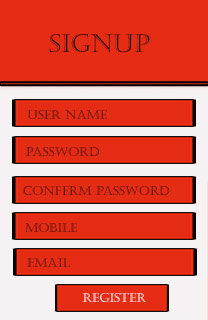 SIGNUP
USER NAME
PASSWORD
CONFERM PASSWORD
MOBILE
EMAIL
REGISTER